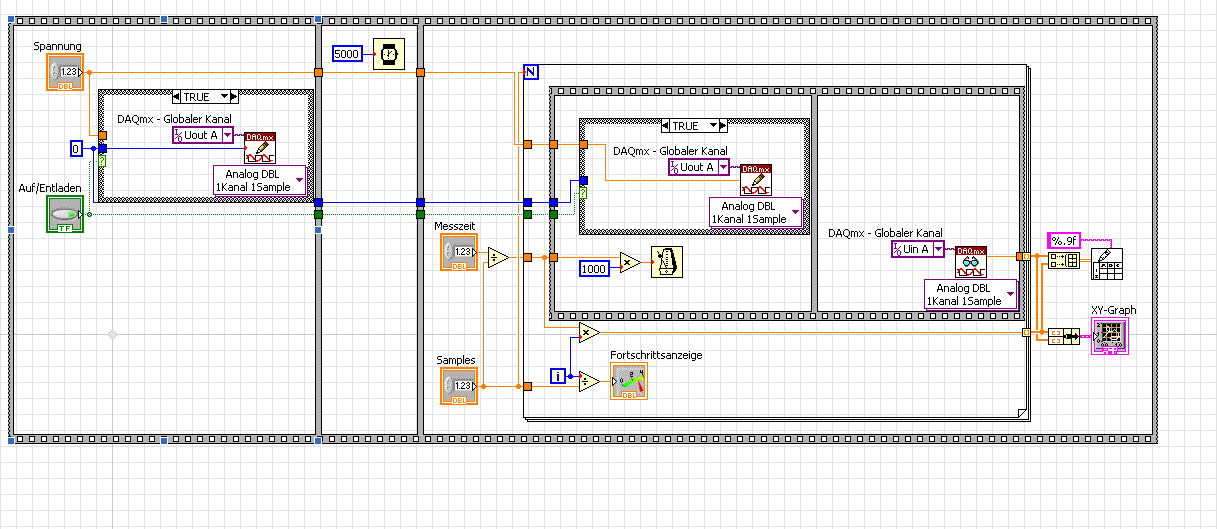 Spannung
1.23
DBL
TRUE
DAQmx - Globaler Kanal
Uout A
DAQmx
0
?
Analog DBL
1Kanal 1Sample
Auf/Entladen
TF
5000
N
TRUE
DAQmx - Globaler Kanal
Uout A
DAQmx
?
Analog DBL
1Kanal 1Sample
Messzeit
1.23
DBL
1000
DAQmx - Globaler Kanal
Uin A
DAQmx
Analog DBL
1Kanal 1Sample
%.9f
XY-Graph
Samples
1.23
DBL
i
Fortschrittsanzeige
DBL